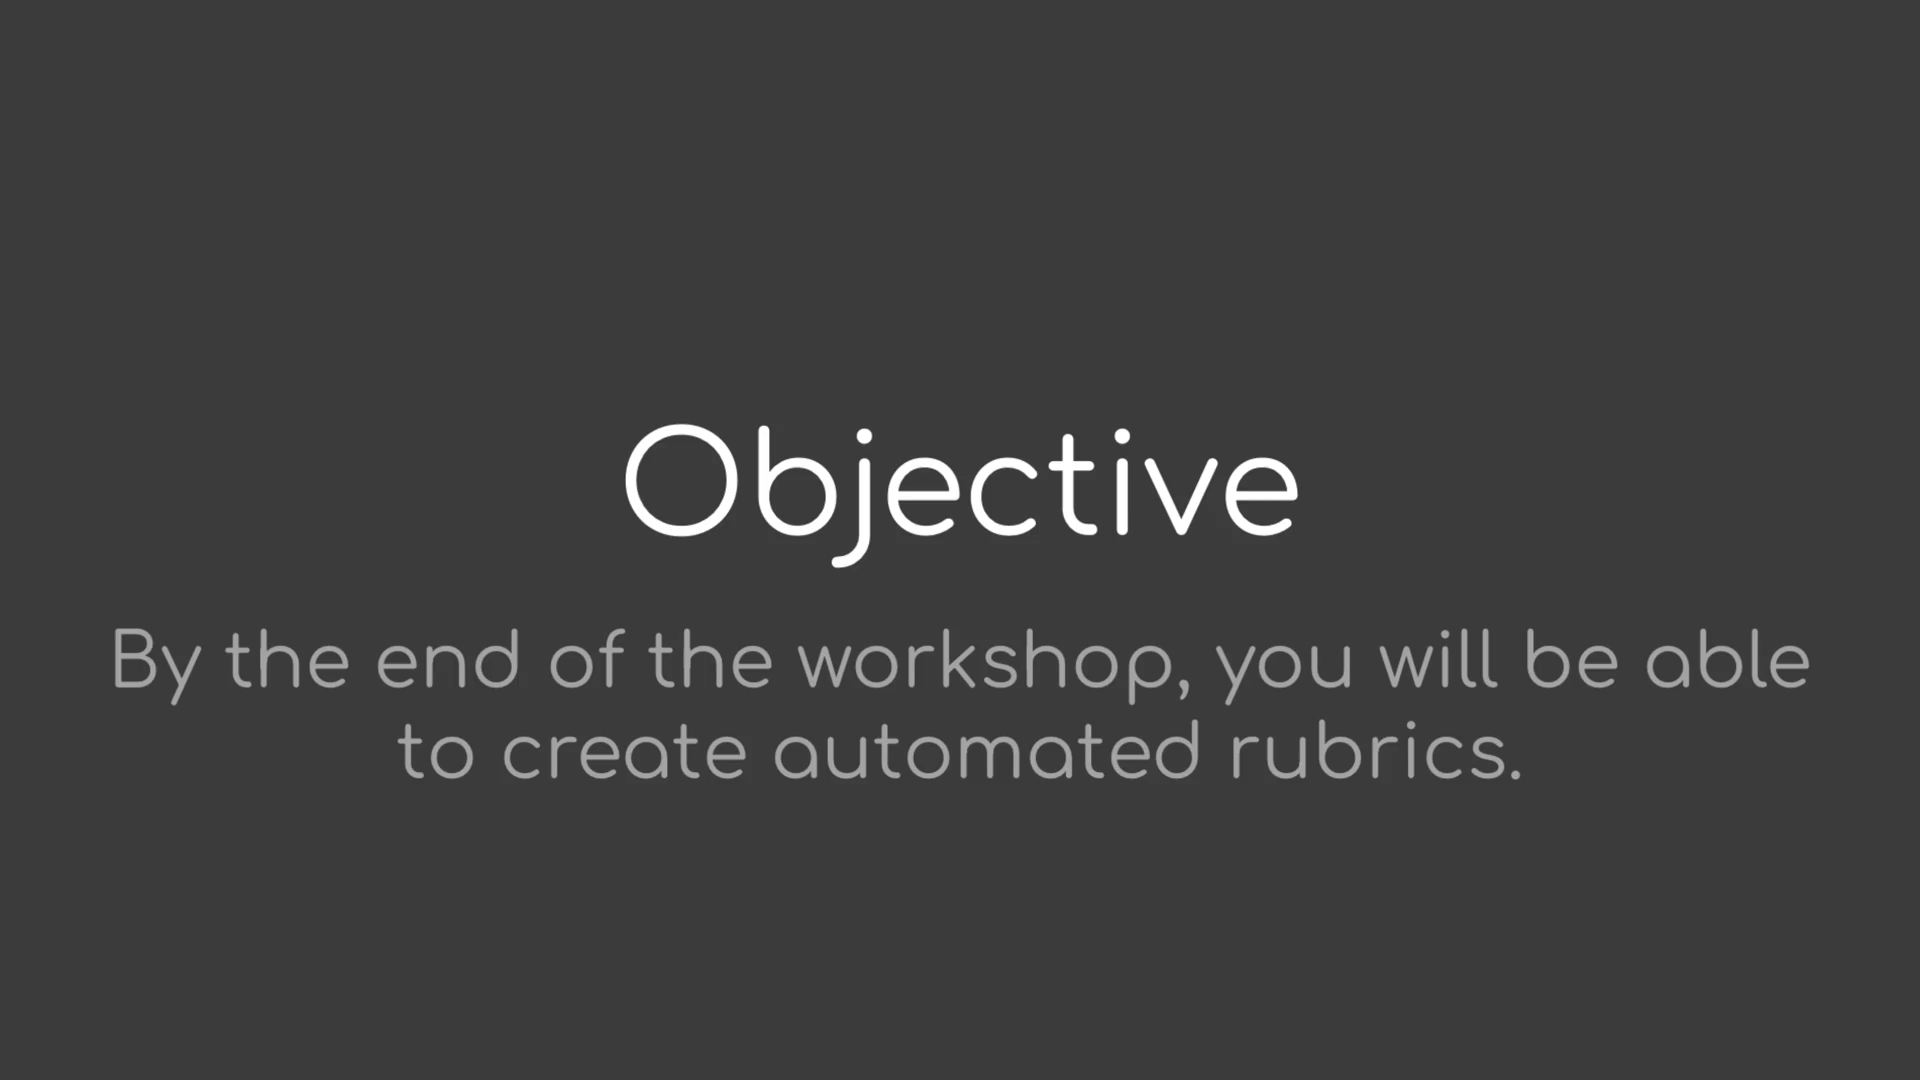 Objective
By the end of the workshop, you will be able
to create automated rubrics.